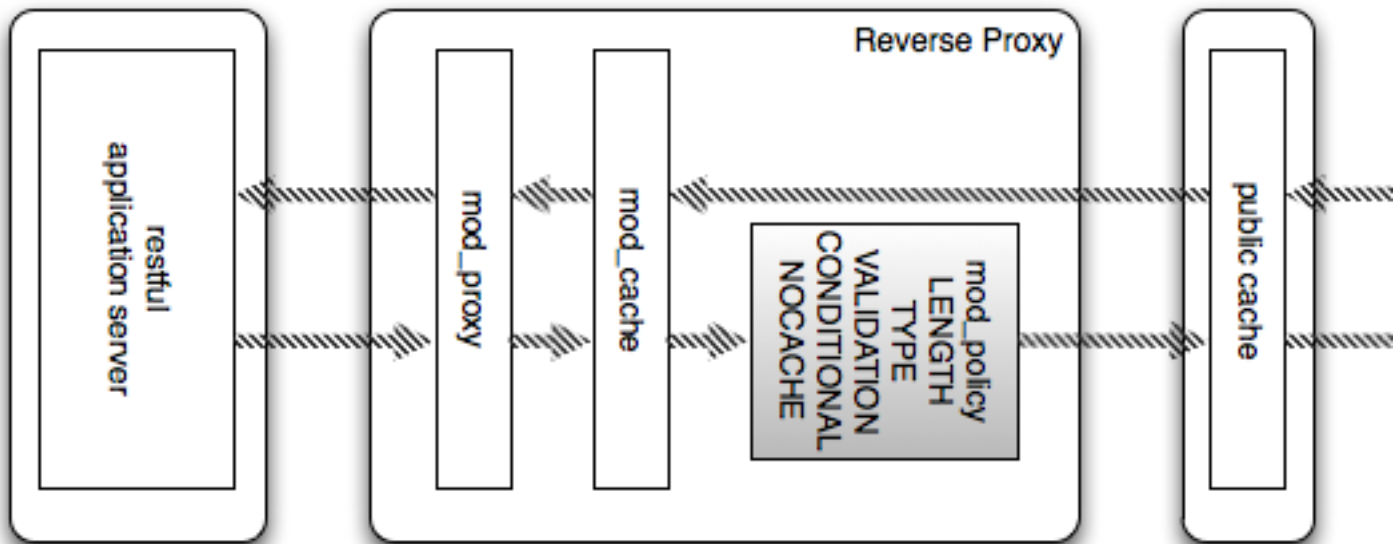 restful
application server
Reverse Proxy
mod_proxy
mod_cache
mod_policy
LENGTH
TYPE
VALIDATION
CONDITIONAL
NOCACHE
public cache